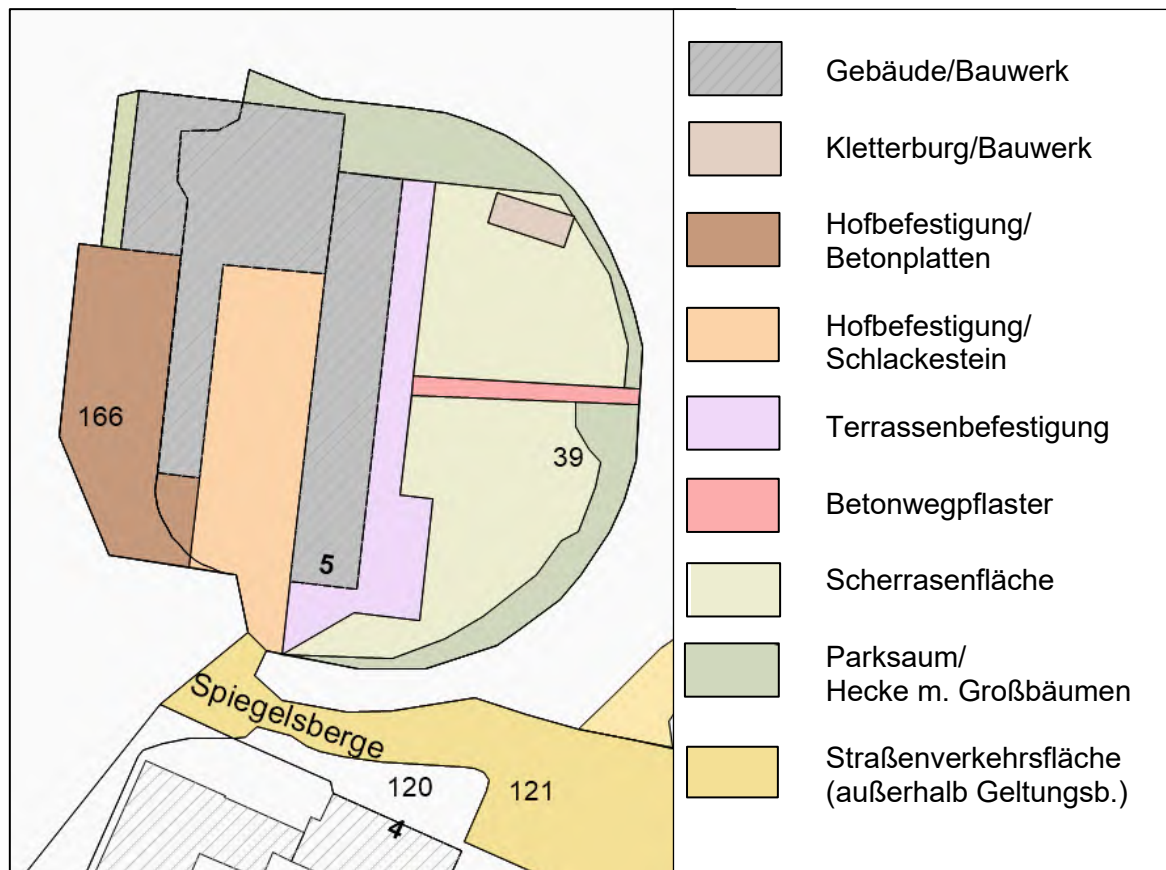 166
39
5
Spiegelsberge
120
121
4
Gebäude/Bauwerk
Kletterburg/Bauwerk
Hofbefestigung/
Betonplatten
Hofbefestigung/
Schlackestein
Terrassenbefestigung
Betonwegpflaster
Scherrasenfläche
Parksaum/
Hecke m. Großbäumen
Straßenverkehrsfläche
(außerhalb Geltungsb.)